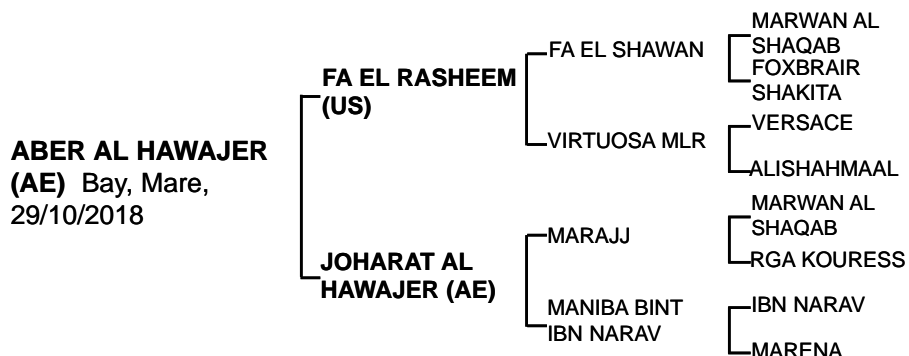 ABER AL HAWAJER
(AE) Bay, Mare,
29/10/2018
FA EL RASHEEM
(US)
JOHARAT AL
HAWAJER (AE)
FA EL SHAWAN
VIRTUOSA MLR
MARAJJ
MANIBA BINT
IBN NARAV
MARWAN AL
SHAQAB
FOXBRAIR
SHAKITA
VERSACE
ALISHAHMAAL
MARWAN AL
SHAQAB
RGA KOURESS
IBN NARAV
MARENA